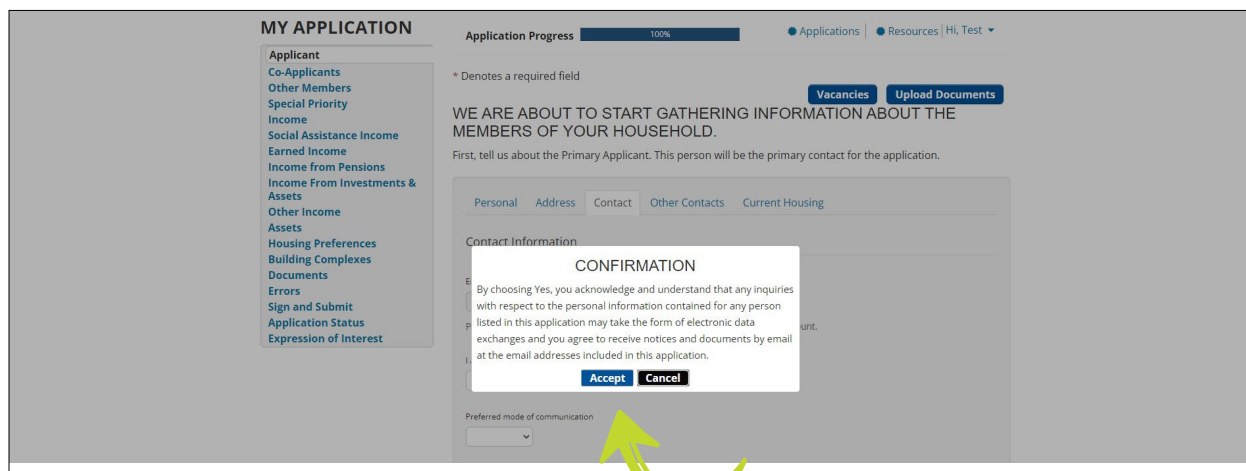 MY APPLICATION
Application Progress 100% Applications Resources Hi, Test
Applicant
Co-Applicants
Other Members
Special Priority
Income
Social Assistance Income
Earned Income
Income from Pensions
Income From Investments &
Assets
Other Income
Assets
Housing Preferences
Building Complexes
Documents
Errors
Sign and Submit
Application Status
Expression of Interest
* Denotes a required field
Vacancies Upload Documents
WE ARE ABOUT TO START GATHERING INFORMATION ABOUT THE
MEMBERS OF YOUR HOUSEHOLD.
First, tell us about the Primary Applicant. This person will be the primary contact for the application.
Personal Address Contact Other Contacts Current Housing
Contact Information
CONFIRMATION
By choosing Yes, you acknowledge and understand that any inquiries
with respect to the personal information contained for any person
listed in this application may take the form of electronic data
exchanges and you agree to receive notices and documents by email
at the email addresses included in this application.
Accept Cancel
Preferred mode of communication